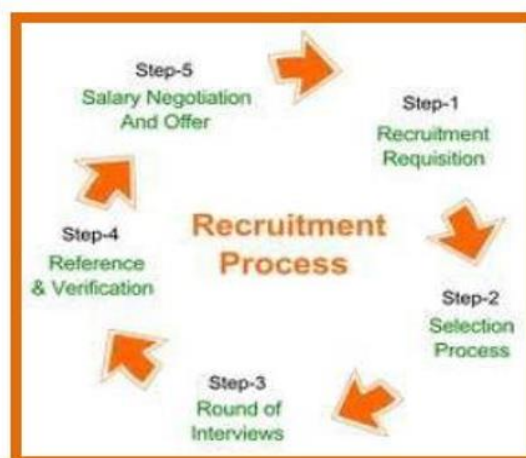 Recruitment
Process
Step-1
Recruitment
Requisition
Step-2
Selection
Process
Step-3
Round of
Interviews
Step-4
Reference
& Verification
Step-5
Salary Negotiation
And Offer